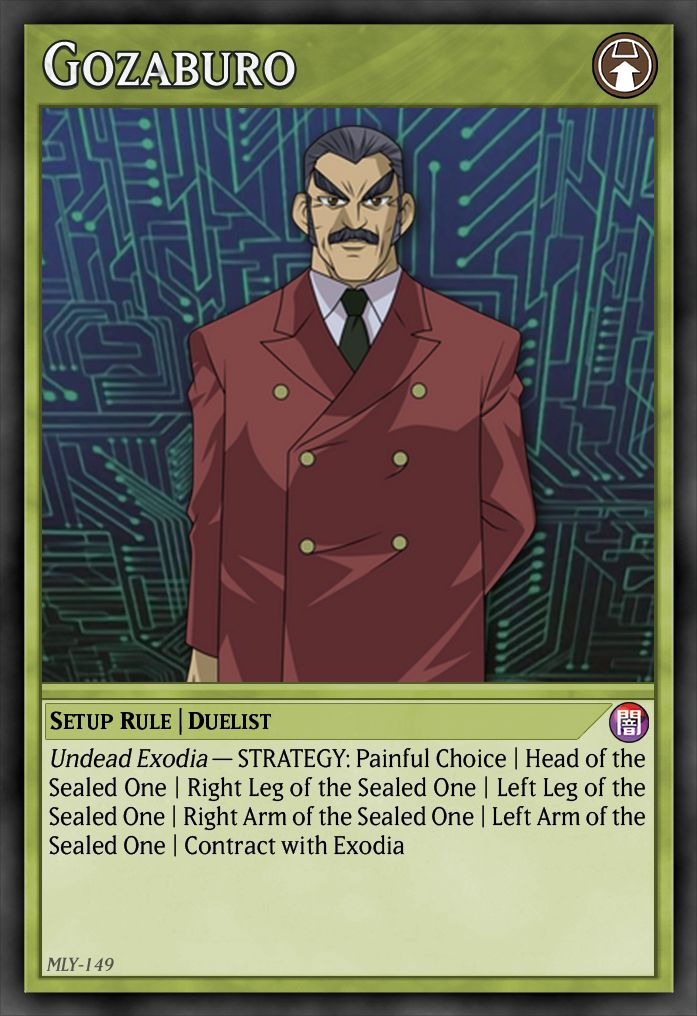 Gozaburo
Setup Rule | Duelist
闇
Undead Exodia — STRATEGY: Painful Choice | Head of the
Sealed One | Right Leg of the Sealed One | Left Leg of the
Sealed One | Right Arm of the Sealed One | Left Arm of the
Sealed One | Contract with Exodia
MLY-149